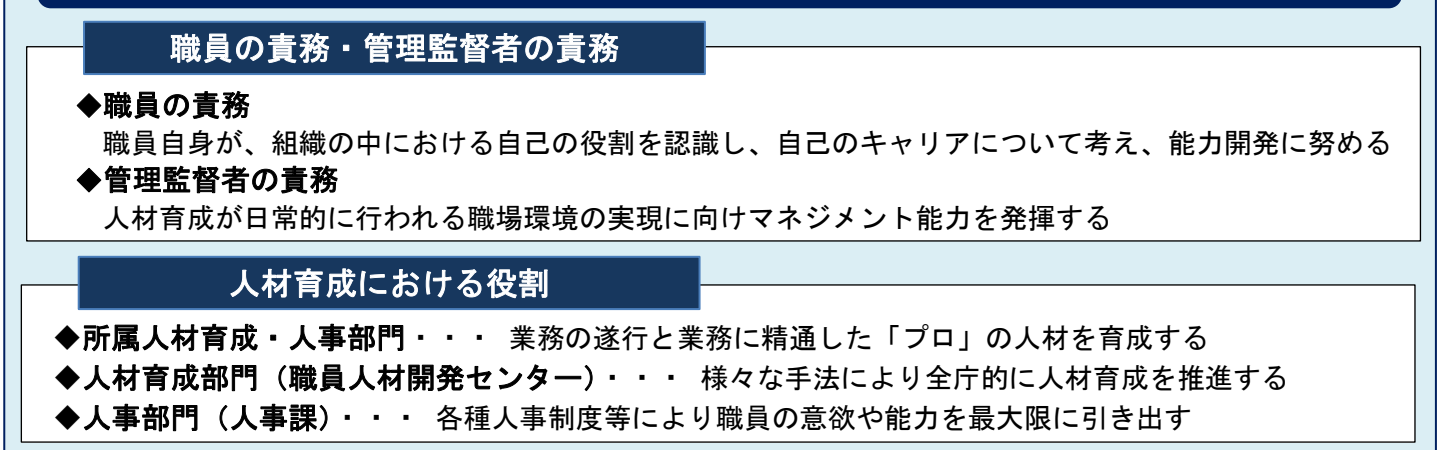 職員の責務・管理監督者の責務
◆職員の責務
職員自身が、組織の中における自己の役割を認識し、自己のキャリアについて考え、能力開発に努める
◆管理監督者の責務
人材育成が日常的に行われる職場環境の実現に向けマネジメント能力を発揮する
人材育成における役割
◆所属人材育成・人事部門・・・ 業務の遂行と業務に精通した「プロ」の人材を育成する
◆人材育成部門（職員人材開発センター）・・・ 様々な手法により全庁的に人材育成を推進する
◆人事部門（人事課）・・・ 各種人事制度等により職員の意欲や能力を最大限に引き出す